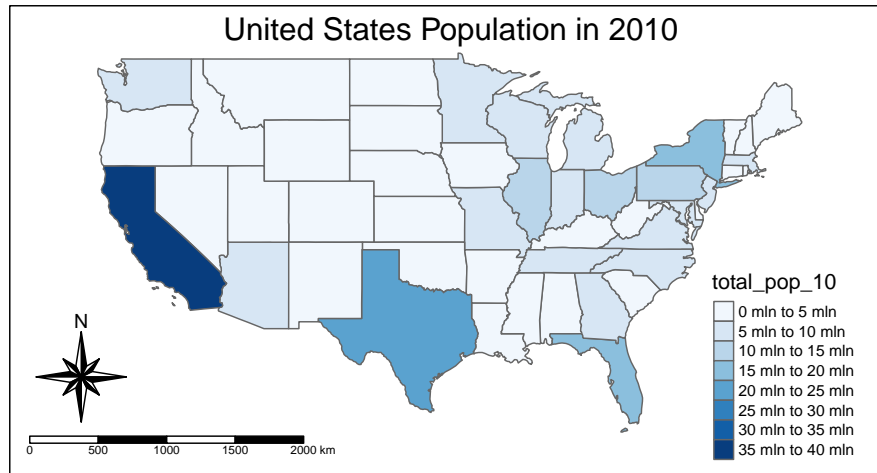 United States Population in 2010
total_pop_10
0 mln to 5 mln
5 mln to 10 mln
10 mln to 15 mln
15 mln to 20 mln
20 mln to 25 mln
25 mln to 30 mln
30 mln to 35 mln
35 mln to 40 mln
N
0 500 1000 1500 2000 km